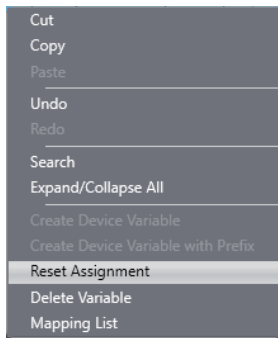 Cut
Copy
Paste
Undo
Redo
Search
Expand/Collapse All
Create Device Variable
Create Device Variable with Prefix
Reset Assignment
Delete Variable
Mapping List